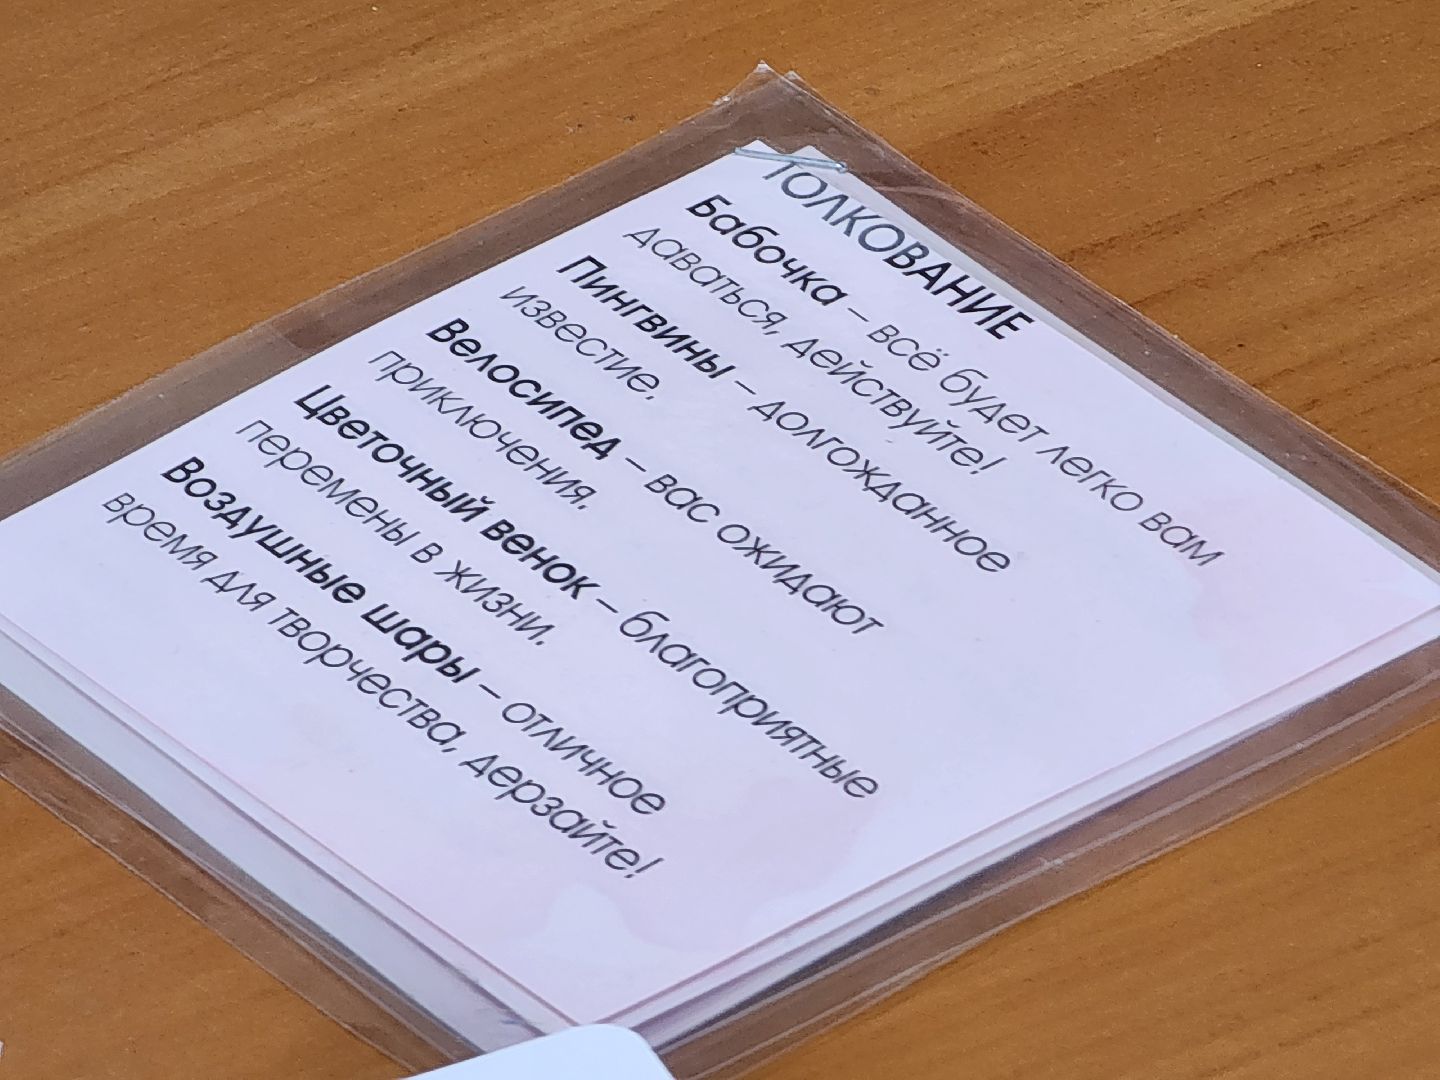 ТОЛКОВАНИЕ
Бабочка – всё будет легко вам
даваться, действуйте!
Пингвины – долгожданное
известие.
Велосипед – вас ожидают
приключения.
Цветочный венок – благоприятные
перемены в жизни.
Воздушные шары – отличное
время для творчества, дерзайте!